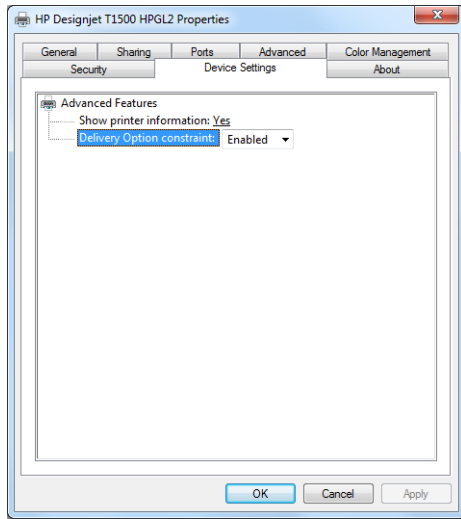 HP Designjet T1500 HPGL2 Properties
General Sharing Ports Advanced Color Management
Security Device Settings About
Advanced Features
Show printer information: Yes
Delivery Option constraint: Enabled
OK Cancel Apply